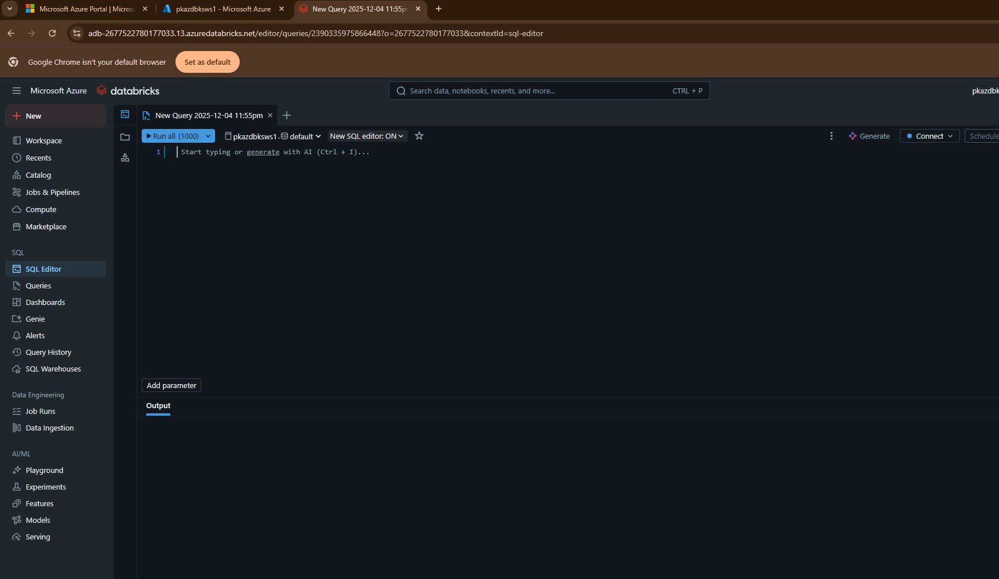 Microsoft Azure Portal | Micros
pkazdbksws1 - Microsoft Azure
New Query 2025-12-04 11:55pm
adb-2677522780177033.13.azuredatabricks.net/editor/queries/2390335975866448?o=2677522780177033&contextId=sql-editor
Google Chrome isn't your default browser
Set as default
Microsoft Azure
databricks
Search data, notebooks, recents, and more...
CTRL + P
pkazdbk
New
New Query 2025-12-04 11:55pm
Workspace
Recents
Catalog
Jobs & Pipelines
Compute
Marketplace
SQL
SQL Editor
Queries
Dashboards
Genie
Alerts
Query History
SQL Warehouses
Data Engineering
Job Runs
Data Ingestion
AI/ML
Playground
Experiments
Features
Models
Serving
Run all (1000)
pkazdbksws1.
default
New SQL editor: ON
Generate
Connect
Schedule
1
Start typing or generate with AI (Ctrl + I)...
Add parameter
Output